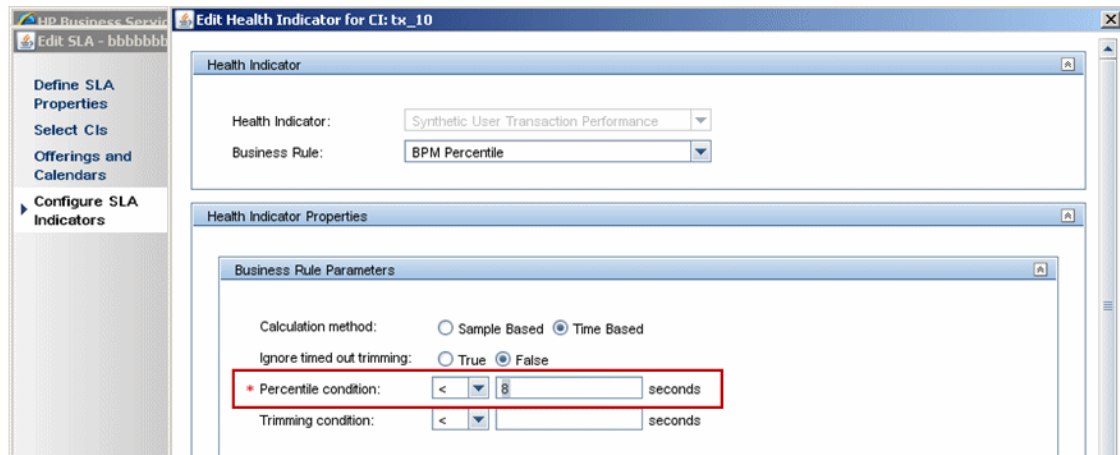 HP Business Servic
Edit Health Indicator for CI: tx_10
Edit SLA - bbbbbbb
Define SLA
Properties
Select CIs
Offerings and
Calendars
Configure SLA
Indicators
Health Indicator
Health Indicator: Synthetic User Transaction Performance
Business Rule: BPM Percentile
Health Indicator Properties
Business Rule Parameters
Calculation method: Sample Based Time Based
Ignore timed out trimming: True False
* Percentile condition: < 8 seconds
Trimming condition: < seconds